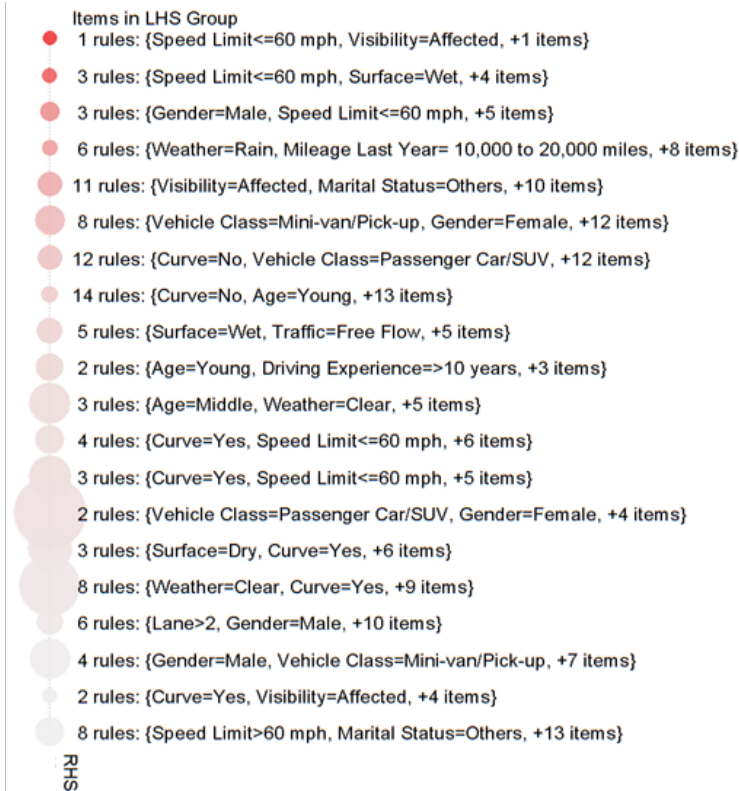 Items in LHS Group
1 rules: {Speed Limit<=60 mph, Visibility=Affected, +1 items}
3 rules: {Speed Limit<=60 mph, Surface=Wet, +4 items}
3 rules: {Gender=Male, Speed Limit<=60 mph, +5 items}
6 rules: {Weather=Rain, Mileage Last Year= 10,000 to 20,000 miles, +8 items}
11 rules: {Visibility=Affected, Marital Status=Others, +10 items}
8 rules: {Vehicle Class=Mini-van/Pick-up, Gender=Female, +12 items}
12 rules: {Curve=No, Vehicle Class=Passenger Car/SUV, +12 items}
14 rules: {Curve=No, Age=Young, +13 items}
5 rules: {Surface=Wet, Traffic=Free Flow, +5 items}
2 rules: {Age=Young, Driving Experience=>10 years, +3 items}
3 rules: {Age=Middle, Weather=Clear, +5 items}
4 rules: {Curve=Yes, Speed Limit<=60 mph, +6 items}
3 rules: {Curve=Yes, Speed Limit<=60 mph, +5 items}
2 rules: {Vehicle Class=Passenger Car/SUV, Gender=Female, +4 items}
3 rules: {Surface=Dry, Curve=Yes, +6 items}
8 rules: {Weather=Clear, Curve=Yes, +9 items}
6 rules: {Lane>2, Gender=Male, +10 items}
4 rules: {Gender=Male, Vehicle Class=Mini-van/Pick-up, +7 items}
2 rules: {Curve=Yes, Visibility=Affected, +4 items}
8 rules: {Speed Limit>60 mph, Marital Status=Others, +13 items}
RHS